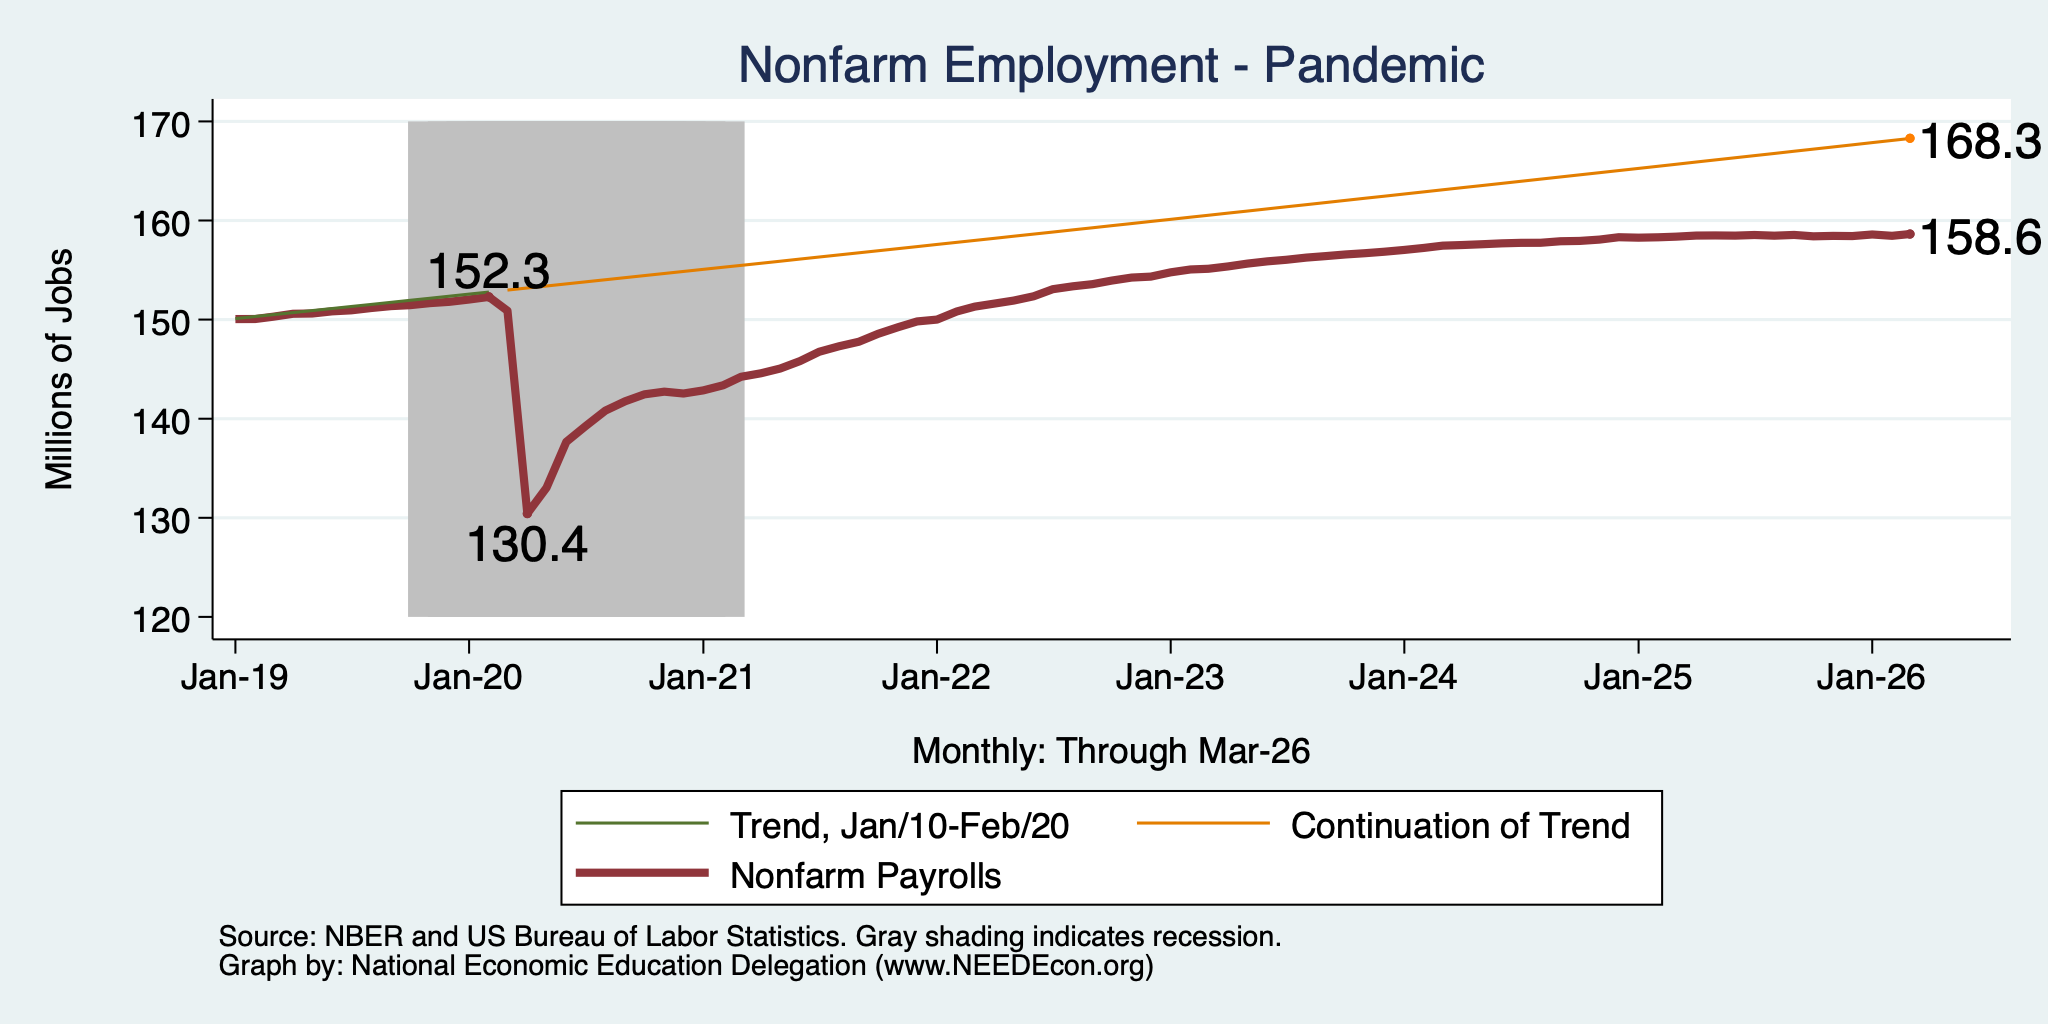 Nonfarm Employment - Pandemic
Millions of Jobs
170
160
150
140
130
120
168.3
158.6
152.3
130.4
Jan-19
Jan-20
Jan-21
Jan-22
Jan-23
Jan-24
Jan-25
Jan-26
Monthly: Through Mar-26
Trend, Jan/10-Feb/20
Continuation of Trend
Nonfarm Payrolls
Source: NBER and US Bureau of Labor Statistics. Gray shading indicates recession.
Graph by: National Economic Education Delegation (www.NEEDEcon.org)